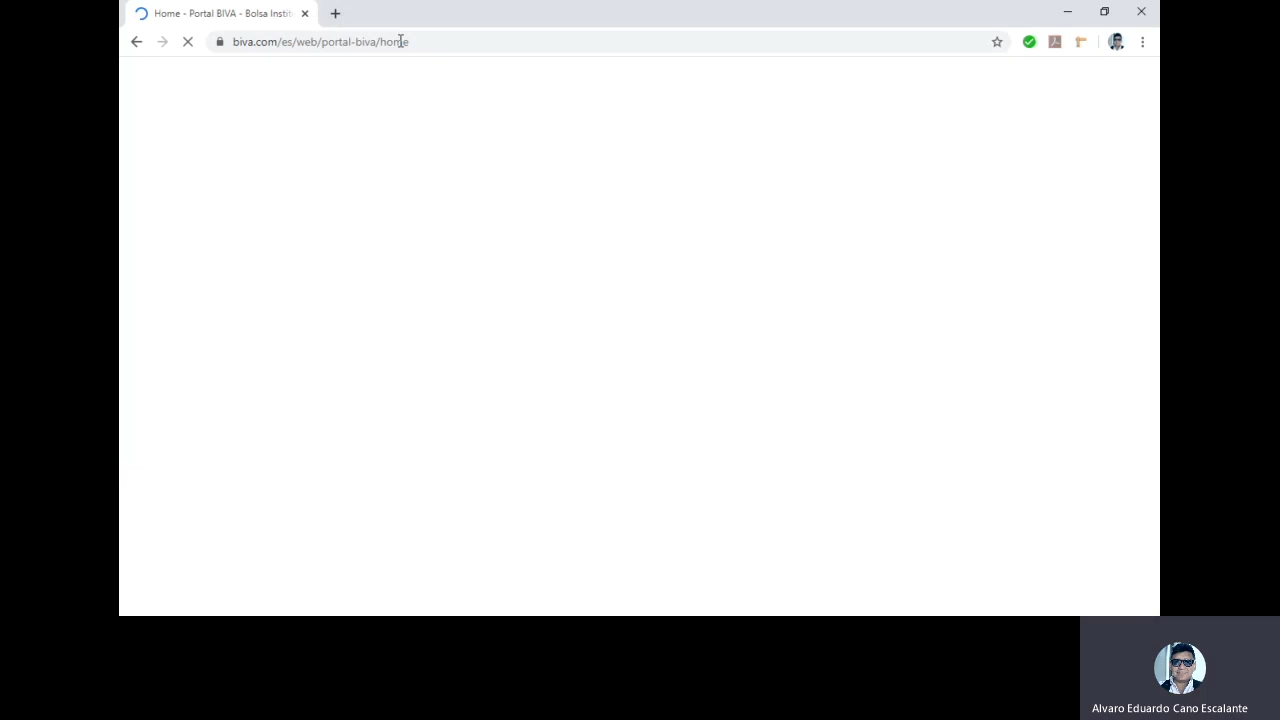 Home - Portal BIVA - Bolsa Instit
biva.com/es/web/portal-biva/home
Alvaro Eduardo Cano Escalante